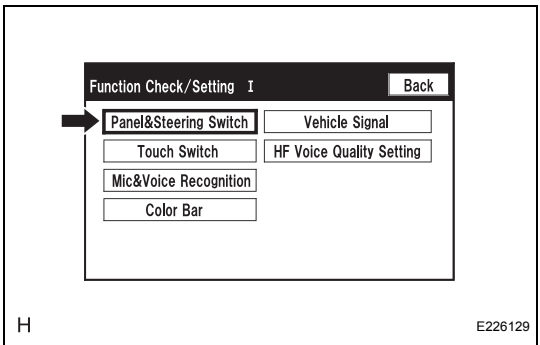 Function Check/Setting I
Back
Panel&Steering Switch
Vehicle Signal
Touch Switch
HF Voice Quality Setting
Mic&Voice Recognition
Color Bar
H
E226129